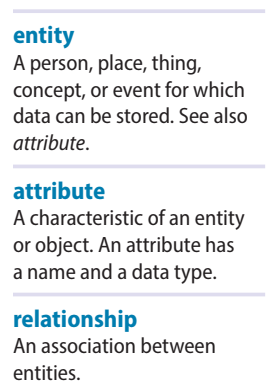 entity
A person, place, thing,
concept, or event for which
data can be stored. See also
attribute.
attribute
A characteristic of an entity
or object. An attribute has
a name and a data type.
relationship
An association between
entities.